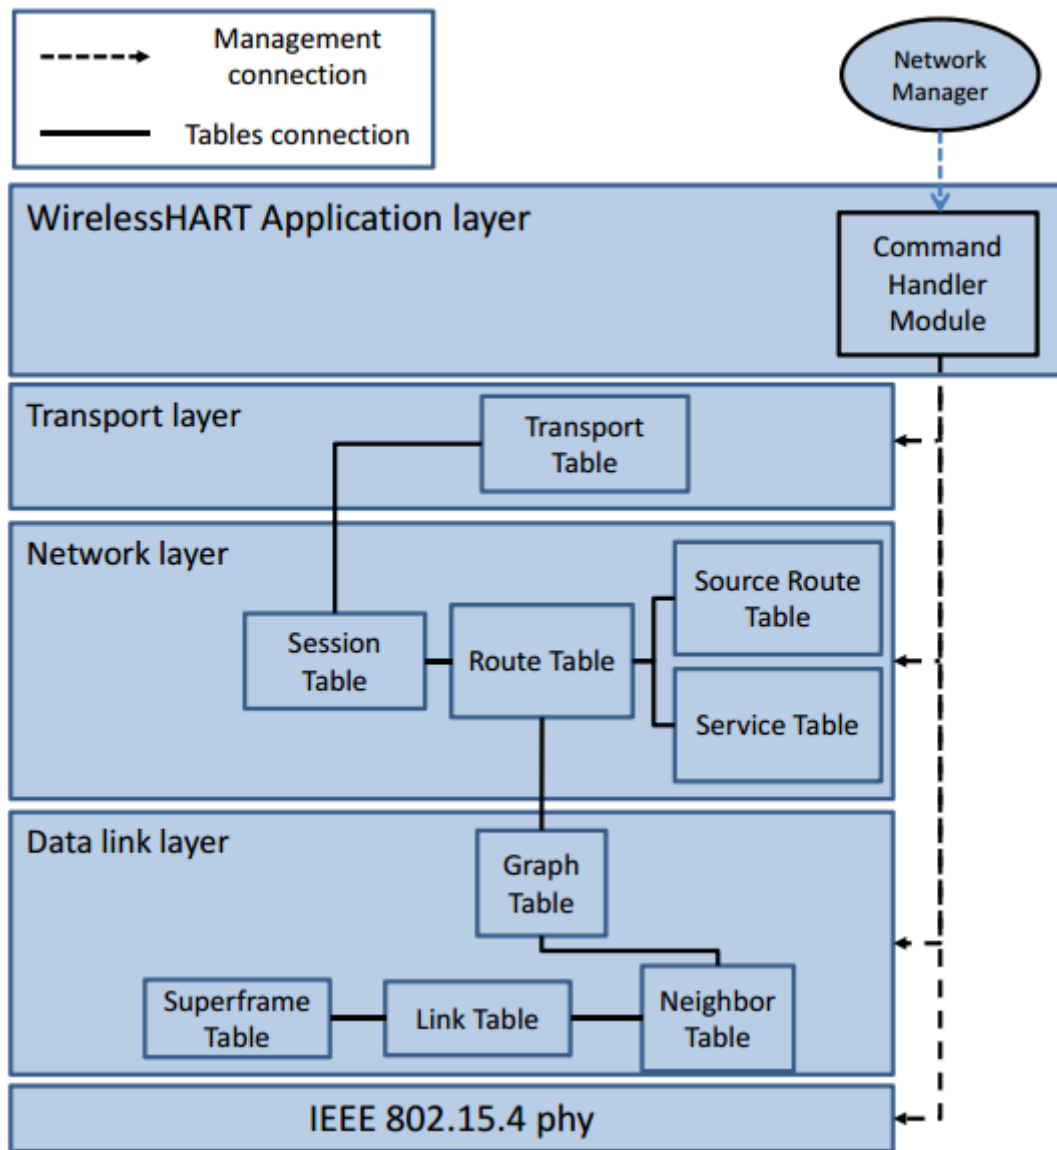 Management
connection
Tables connection
Network
Manager
WirelessHART Application layer
Command
Handler
Module
Transport layer
Transport
Table
Network layer
Source Route
Table
Session
Table
Route Table
Service Table
Data link layer
Graph
Table
Superframe
Table
Link Table
Neighbor
Table
IEEE 802.15.4 phy